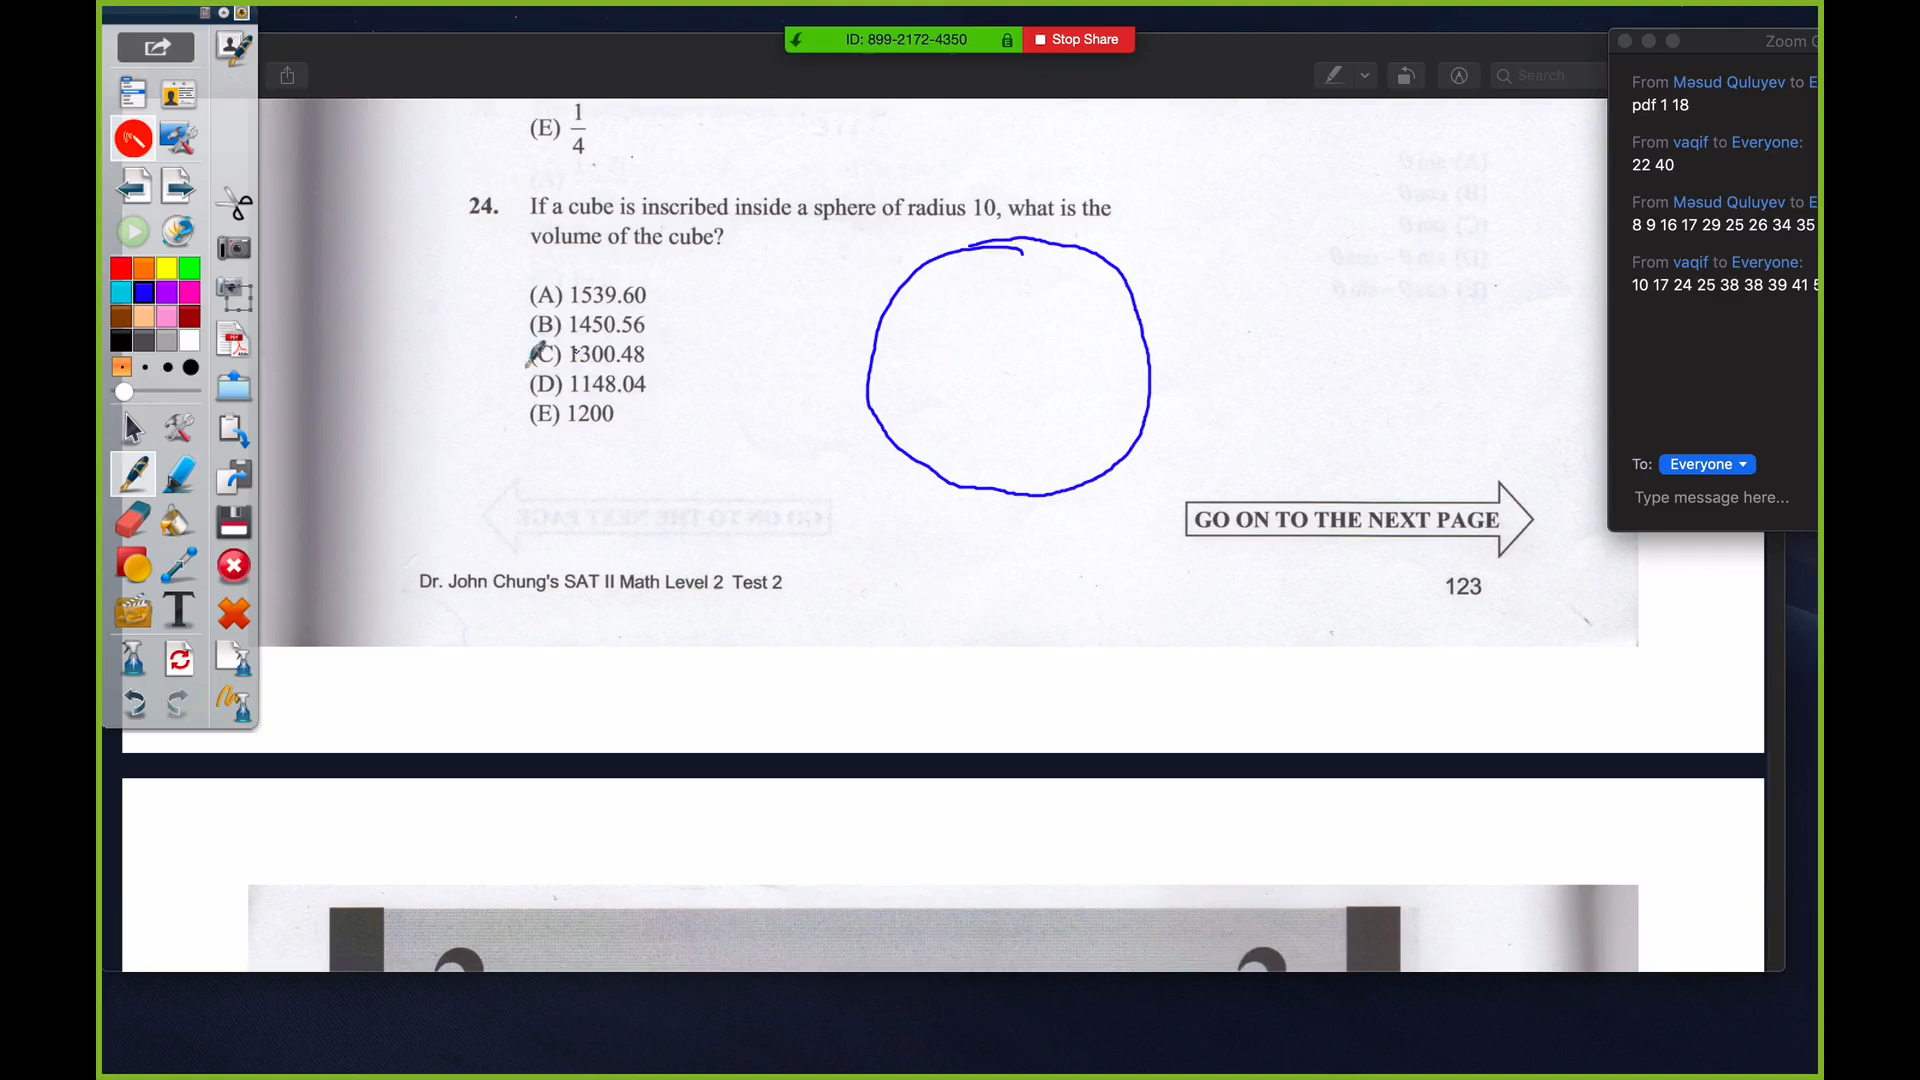 ID: 899-2172-4350
Stop Share
Search
Zoom G
From Məsud Quluyev to E
pdf 1 18
From vaqif to Everyone:
22 40
From Məsud Quluyev to E
8 9 16 17 29 25 26 34 35
From vaqif to Everyone:
10 17 24 25 38 38 39 41 5
To: Everyone
Type message here...
(E) 1/4
24. If a cube is inscribed inside a sphere of radius 10, what is the
volume of the cube?
(A) 1539.60
(B) 1450.56
(C) 1300.48
(D) 1148.04
(E) 1200
GO ON TO THE NEXT PAGE
Dr. John Chung's SAT II Math Level 2 Test 2
123